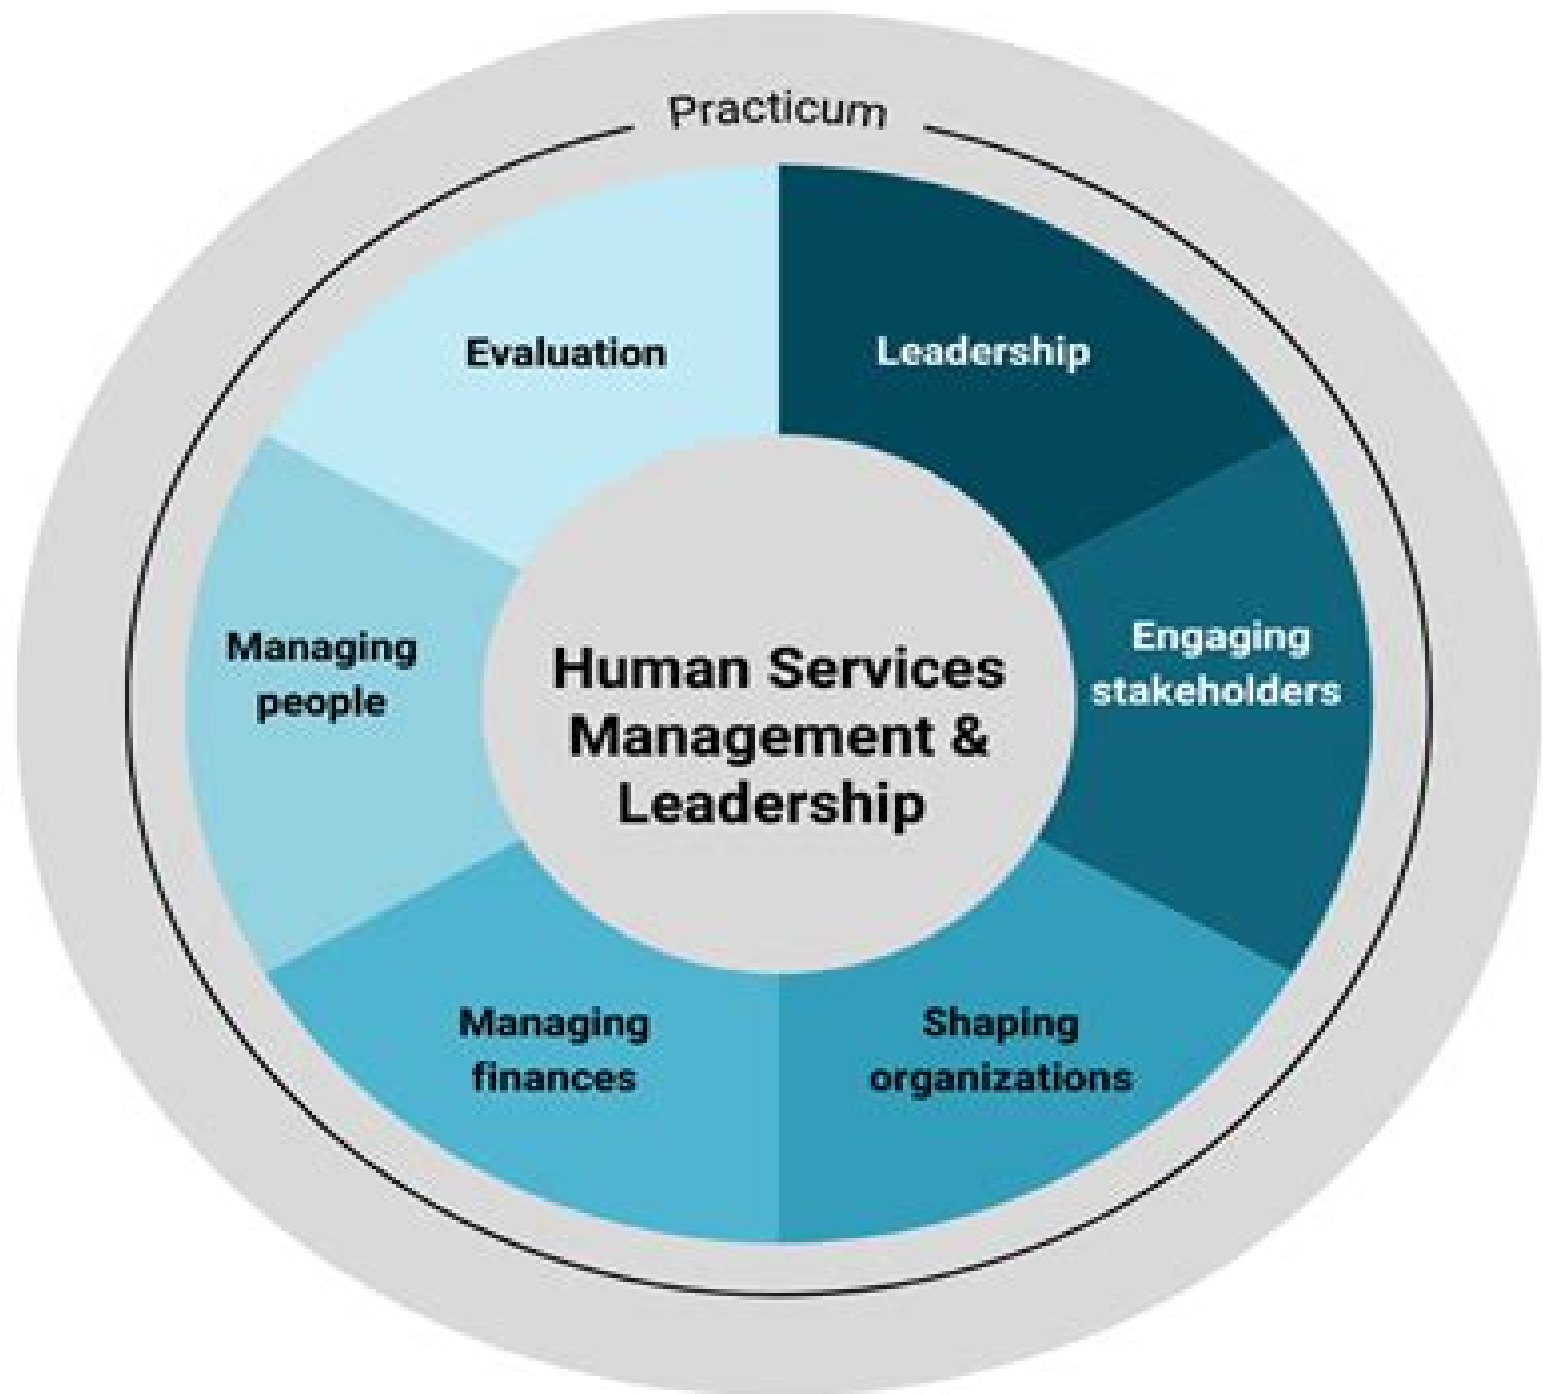 Practicum
Evaluation
Leadership
Engaging
stakeholders
Shaping
organizations
Managing
finances
Managing
people
Human Services
Management &
Leadership